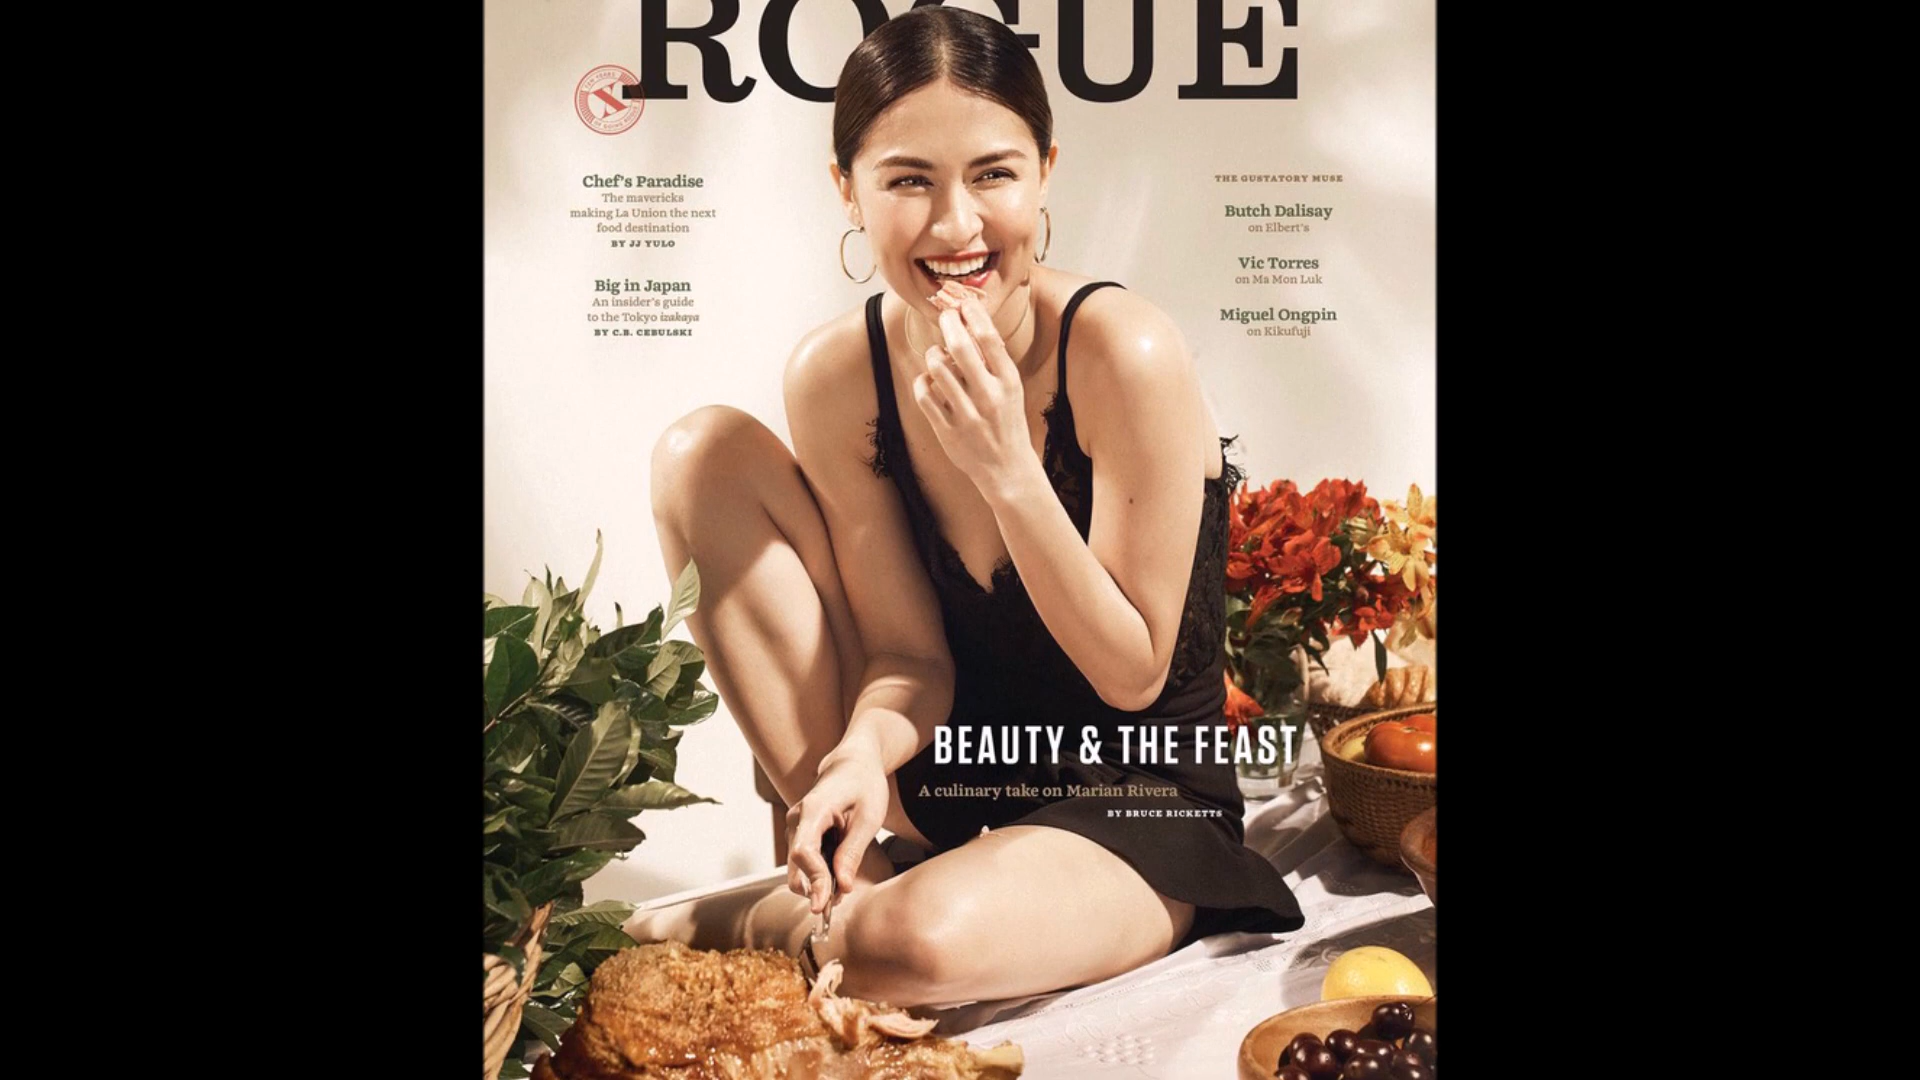 ROGUE
X
Chef's Paradise
The mavericks
making La Union the next
food destination
BY JJ YULO
Big in Japan
An insider's guide
to the Tokyo izakaya
BY C.B. CEBULSKI
THE GUSTATORY MUSE
Butch Dalisay
on Elbert's
Vic Torres
on Ma Mon Luk
Miguel Ongpin
on Kikufuji
BEAUTY & THE FEAST
A culinary take on Marian Rivera
BY BRUCE RICKETTS